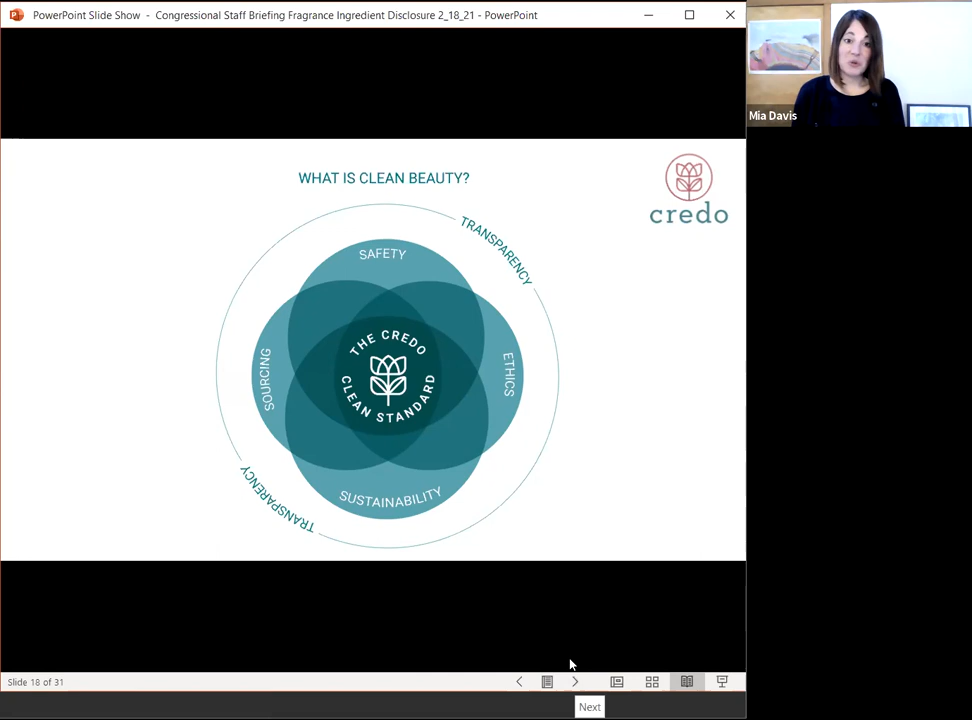 PowerPoint Slide Show - Congressional Staff Briefing Fragrance Ingredient Disclosure 2_18_21 - PowerPoint
Mia Davis
WHAT IS CLEAN BEAUTY?
credo
TRANSPARENCY
SAFETY
SOURCING
THE CREDO
CLEAN STANDARD
ETHICS
SUSTAINABILITY
TRANSPARENCY
Slide 18 of 31
Next